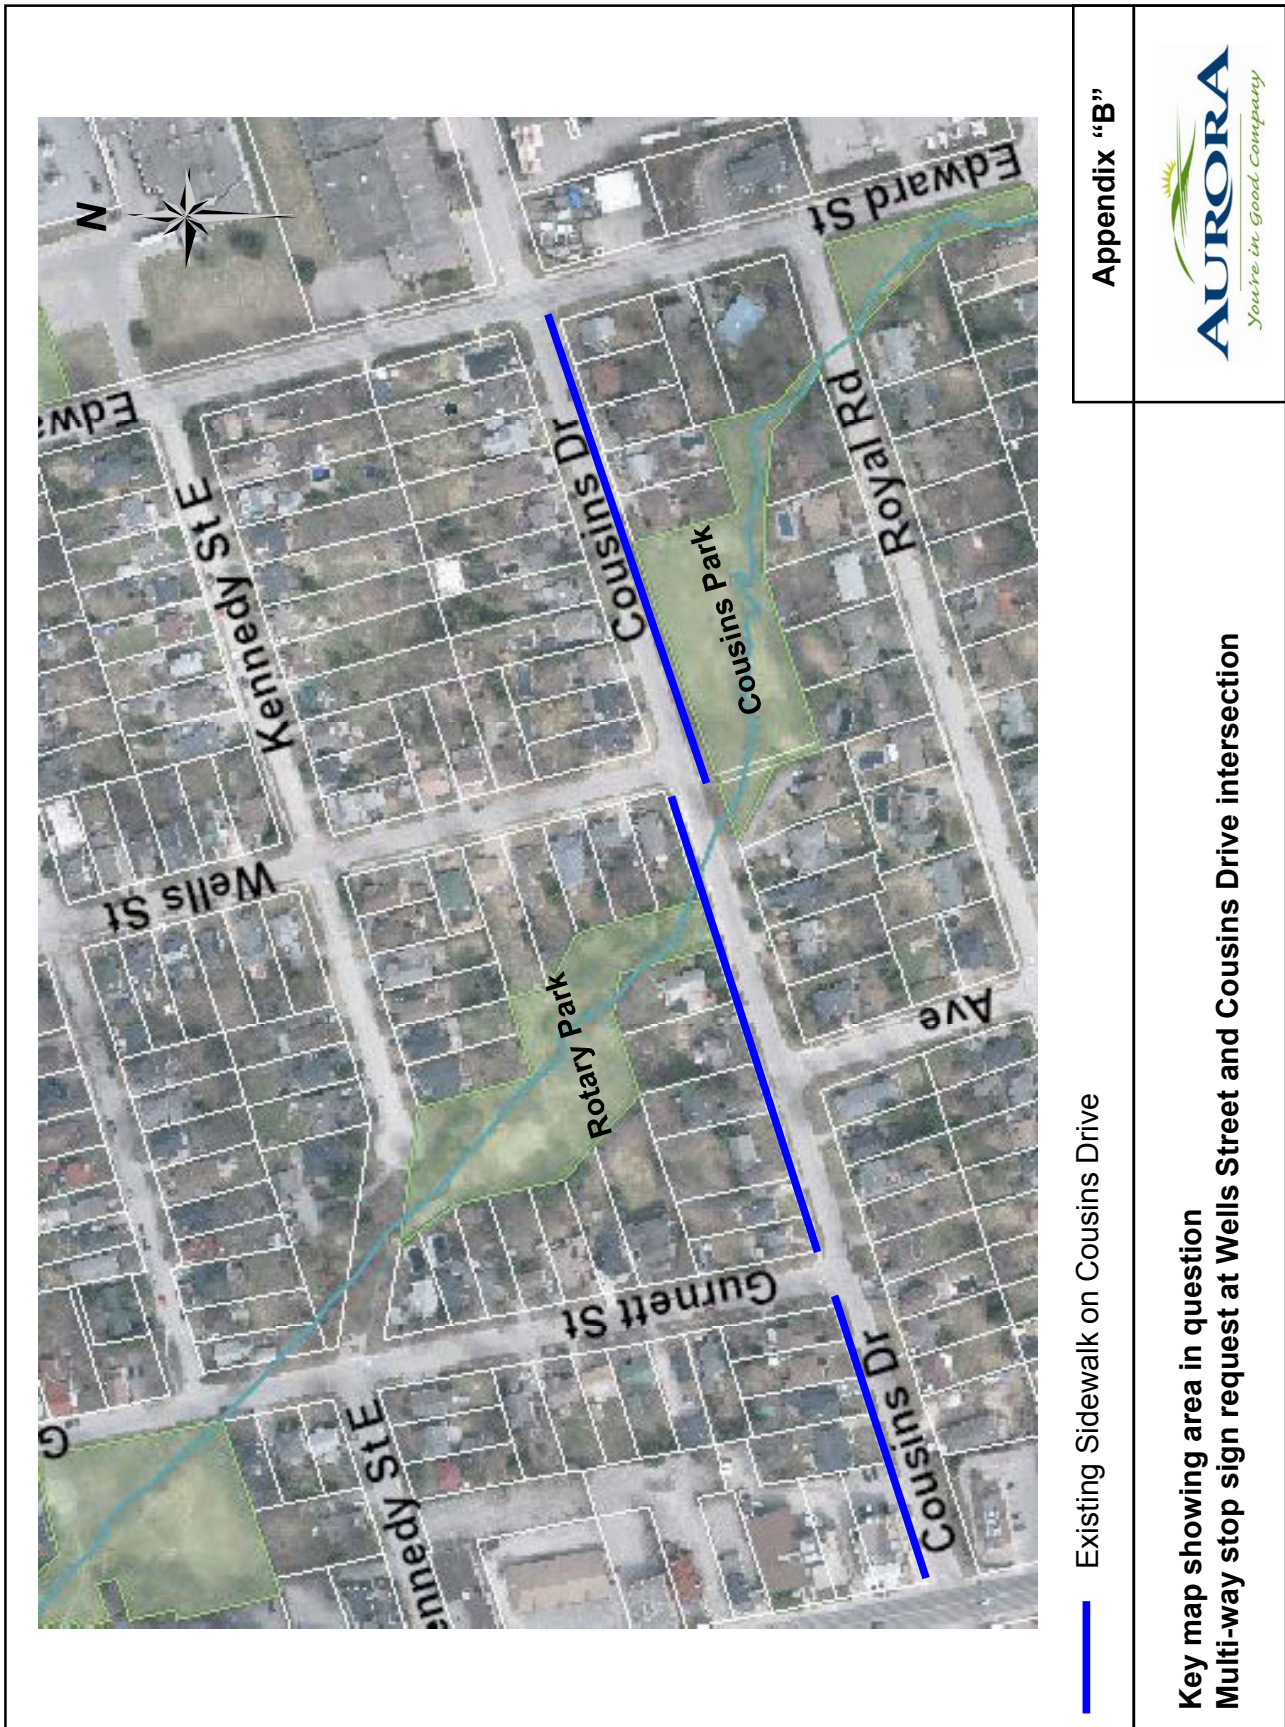 N
Edwa
Kennedy St E
Wells St
Cousins Dr
Edward St
Cousins Park
Royal Rd
Rotary Park
Ave
Gurnett St
G
ennedy St E
Cousins Dr
Existing Sidewalk on Cousins Drive
Appendix “B”
Key map showing area in question
Multi-way stop sign request at Wells Street and Cousins Drive intersection
AURORA
You're in Good Company